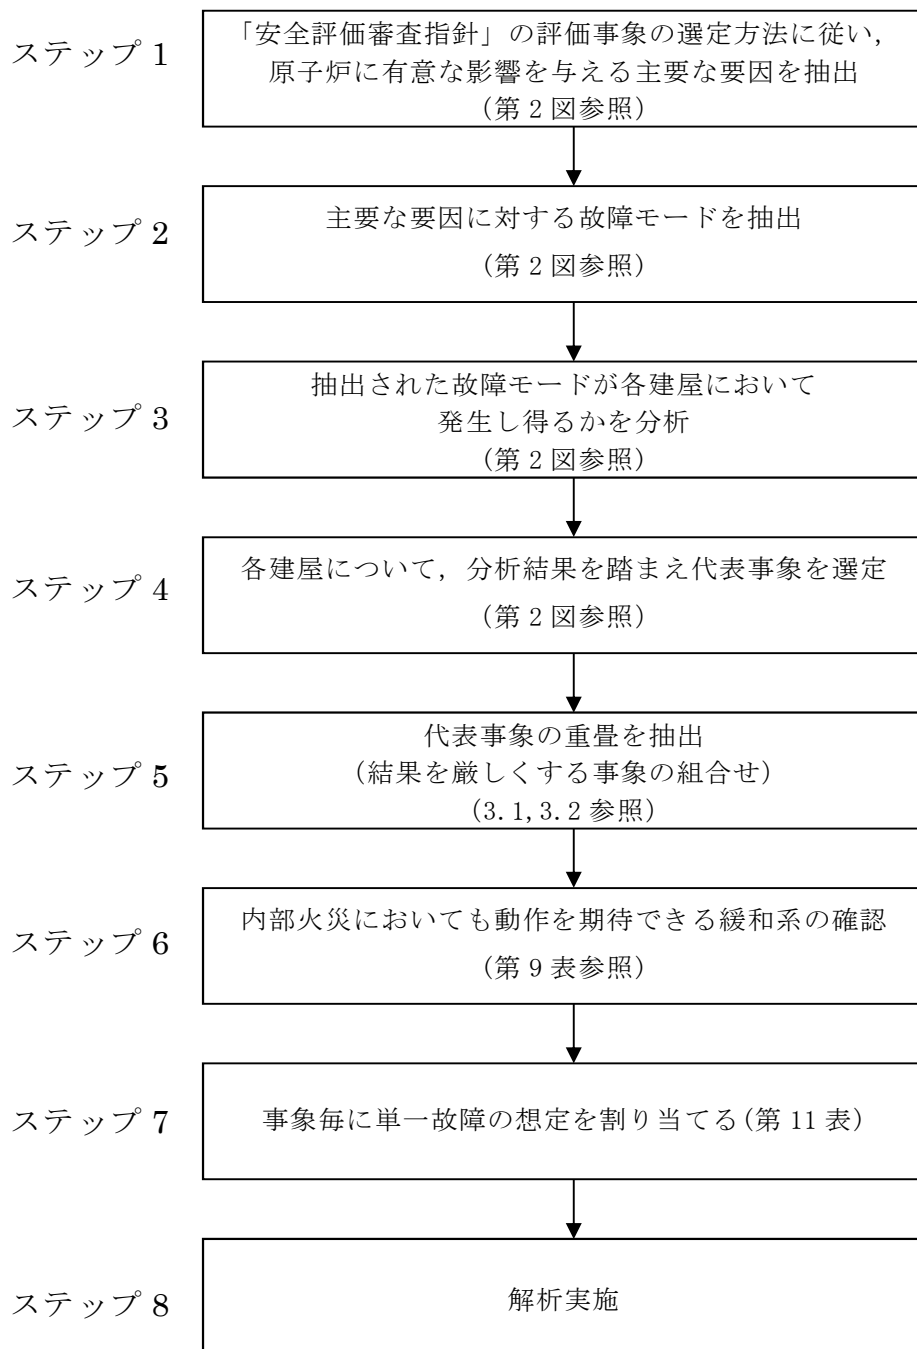 ステップ 1
「安全評価審査指針」の評価事象の選定方法に従い,
原子炉に有意な影響を与える主要な要因を抽出
(第 2 図参照)
ステップ 2
主要な要因に対する故障モードを抽出
(第 2 図参照)
ステップ 3
抽出された故障モードが各建屋において
発生し得るかを分析
(第 2 図参照)
ステップ 4
各建屋について, 分析結果を踏まえ代表事象を選定
(第 2 図参照)
ステップ 5
代表事象の重畳を抽出
(結果を厳しくする事象の組合せ)
(3.1,3.2 参照)
ステップ 6
内部火災においても動作を期待できる緩和系の確認
(第 9 表参照)
ステップ 7
事象毎に単一故障の想定を割り当てる(第 11 表)
ステップ 8
解析実施